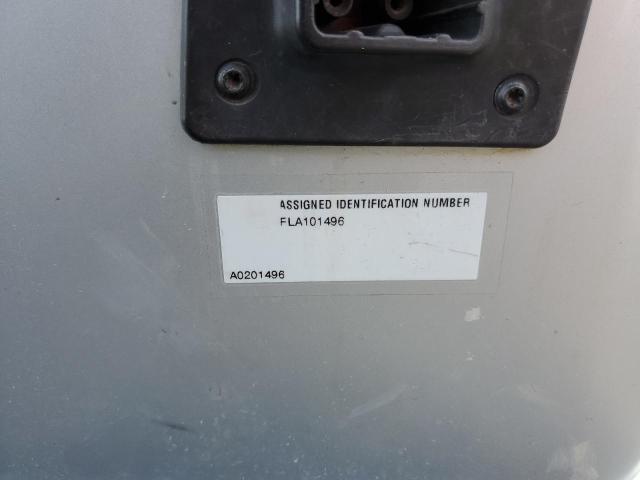 ASSIGNED IDENTIFICATION NUMBER
FLA101496
A0201496